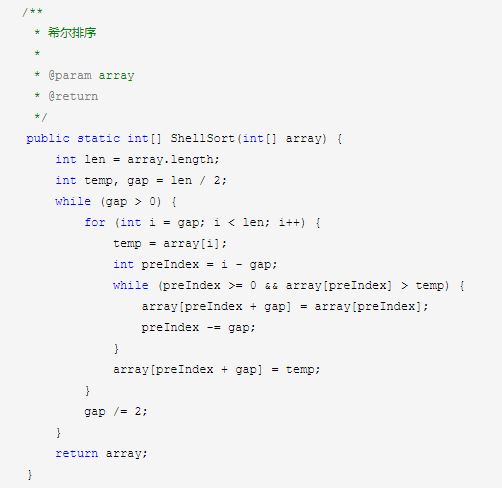 /**
 * 希尔排序
 *
 * @param array
 * @return
 */
public static int[] ShellSort(int[] array) {
    int len = array.length;
    int temp, gap = len / 2;
    while (gap > 0) {
        for (int i = gap; i < len; i++) {
            temp = array[i];
            int preIndex = i - gap;
            while (preIndex >= 0 && array[preIndex] > temp) {
                array[preIndex + gap] = array[preIndex];
                preIndex -= gap;
            }
            array[preIndex + gap] = temp;
        }
        gap /= 2;
    }
    return array;
}